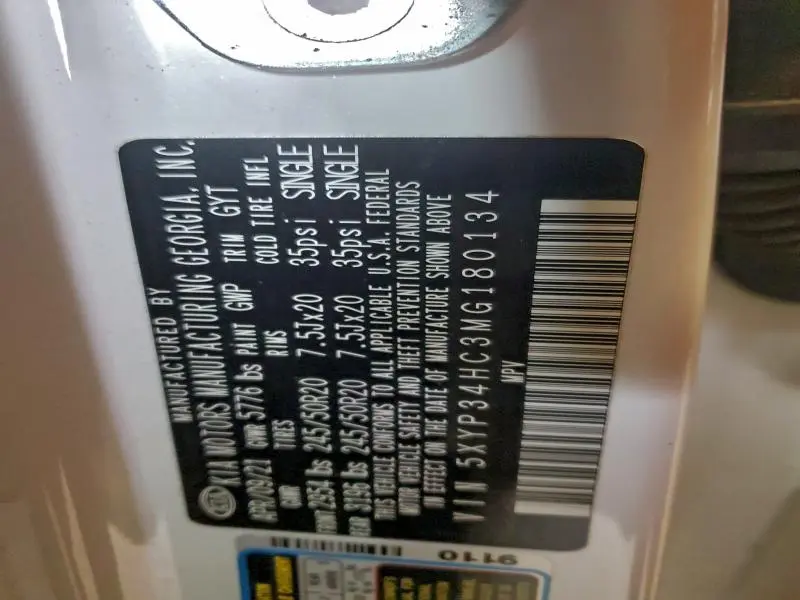 MANUFACTURED BY
KIA MOTORS MANUFACTURING GEORGIA, INC.
APR/09/21 GVWR 5776 lbs PAINT GWP TRIM GYT
GWR TIRES RIMS COLD TIRE INFL
2954 lbs 245/50R20 7.5Jx20 35psi SINGLE
3196 lbs 245/50R20 7.5Jx20 35psi SINGLE
THIS VEHICLE CONFORMS TO ALL APPLICABLE U.S.A. FEDERAL
MOTOR VEHICLE SAFETY AND THEFT PREVENTION STANDARDS
IN EFFECT ON THE DATE OF MANUFACTURE SHOWN ABOVE
VIN 5XYP34HC3MG180134
MPV
9110